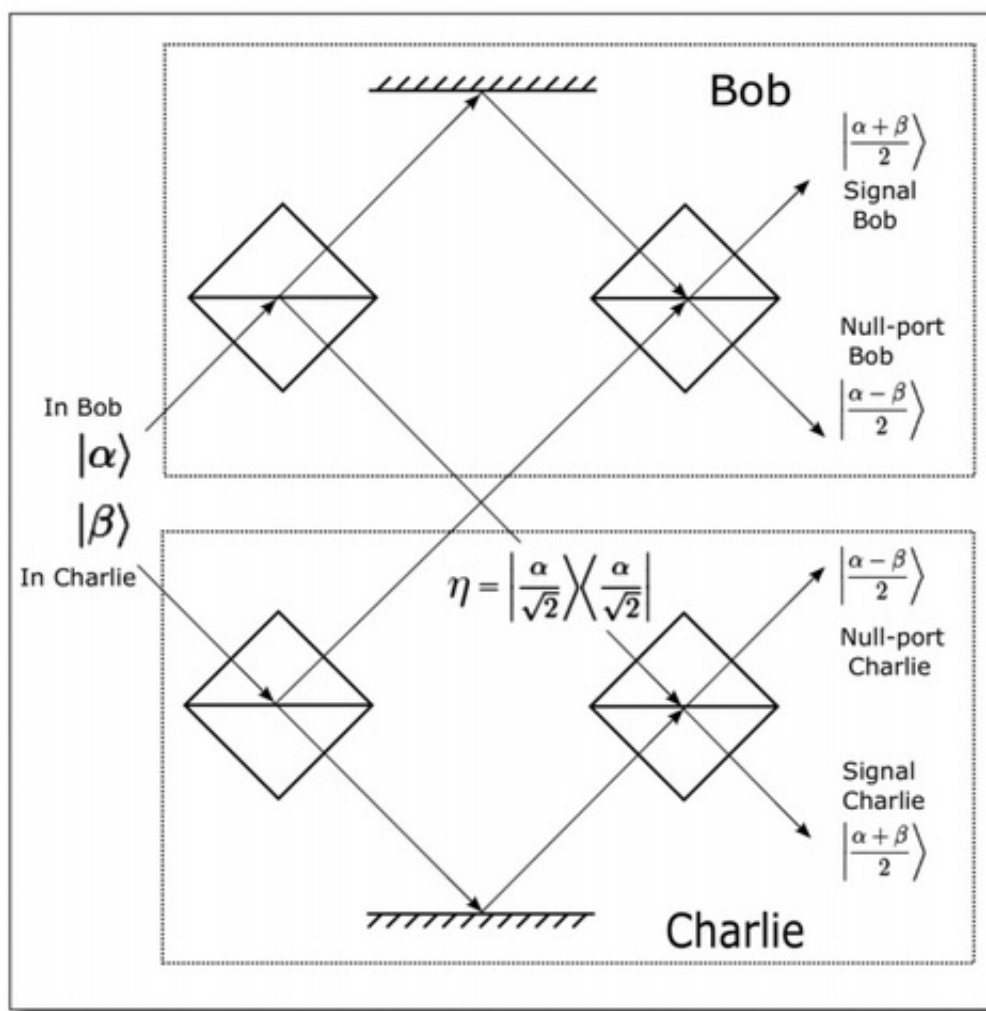 Bob
|α+β/2⟩
Signal
Bob
Null-port
Bob
|α−β/2⟩
In Bob
|α⟩
|β⟩
In Charlie
η = |α/√2⟩⟨α/√2|
|α−β/2⟩
Null-port
Charlie
Signal
Charlie
|α+β/2⟩
Charlie